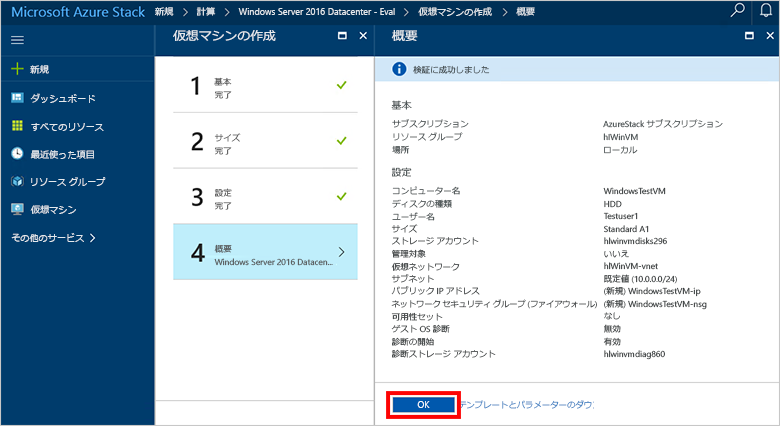 Microsoft Azure Stack 新規 > 計算 > Windows Server 2016 Datacenter - Eval > 仮想マシンの作成 > 概要
新規
ダッシュボード
すべてのリソース
最近使った項目
リソース グループ
仮想マシン
その他のサービス >
仮想マシンの作成
1 基本
完了
2 サイズ
完了
3 設定
完了
4 概要
Windows Server 2016 Datacen...
概要
検証に成功しました
基本
サブスクリプション AzureStack サブスクリプション
リソース グループ hlWinVM
場所 ローカル
設定
コンピューター名 WindowsTestVM
ディスクの種類 HDD
ユーザー名 Testuser1
サイズ Standard A1
ストレージ アカウント hlwinvmdisks296
管理対象 いいえ
仮想ネットワーク hlWinVM-vnet
サブネット 既定値 (10.0.0.0/24)
パブリック IP アドレス (新規) WindowsTestVM-ip
ネットワーク セキュリティ グループ (ファイアウォール) (新規) WindowsTestVM-nsg
可用性セット なし
ゲスト OS 診断 無効
診断の開始 有効
診断ストレージ アカウント hlwinvmdiag860
OK テンプレートとパラメーターのダウ